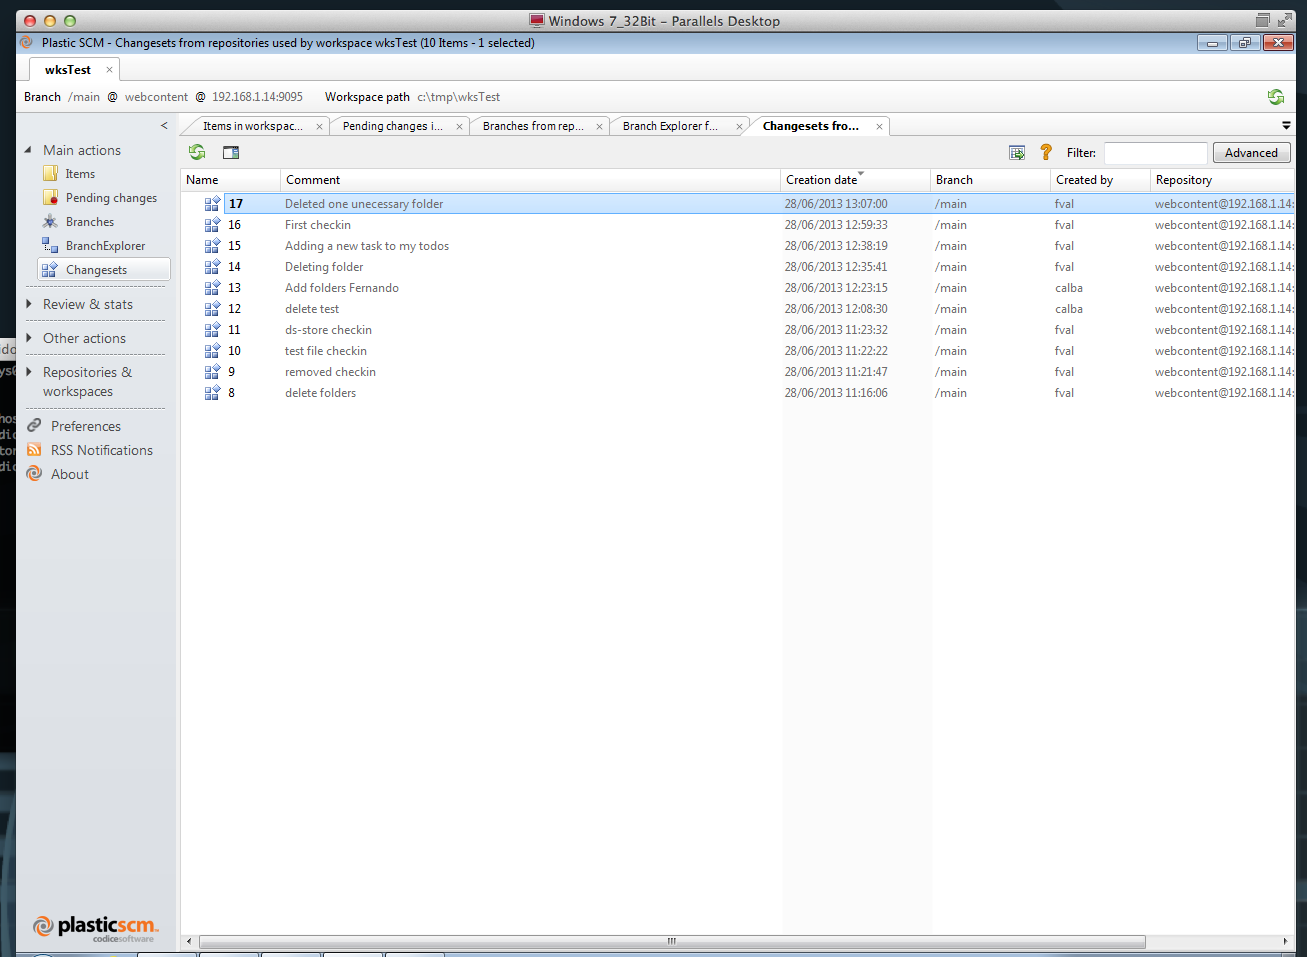 Windows 7_32Bit - Parallels Desktop
Plastic SCM - Changesets from repositories used by workspace wksTest (10 Items - 1 selected)
wksTest
Branch /main @ webcontent @ 192.168.1.14:9095 Workspace path c:\tmp\wksTest
Items in workspac... Pending changes i... Branches from rep... Branch Explorer f... Changesets fro...
Filter: Advanced
Main actions
Items
Pending changes
Branches
BranchExplorer
Changesets
Review & stats
Other actions
Repositories &
workspaces
Preferences
RSS Notifications
About
Name Comment Creation date Branch Created by Repository
17 Deleted one unecessary folder 28/06/2013 13:07:00 /main fval webcontent@192.168.1.14:
16 First checkin 28/06/2013 12:59:33 /main fval webcontent@192.168.1.14:
15 Adding a new task to my todos 28/06/2013 12:38:19 /main fval webcontent@192.168.1.14:
14 Deleting folder 28/06/2013 12:35:41 /main fval webcontent@192.168.1.14:
13 Add folders Fernando 28/06/2013 12:23:15 /main calba webcontent@192.168.1.14:
12 delete test 28/06/2013 12:08:30 /main calba webcontent@192.168.1.14:
11 ds-store checkin 28/06/2013 11:23:32 /main fval webcontent@192.168.1.14:
10 test file checkin 28/06/2013 11:22:22 /main fval webcontent@192.168.1.14:
9 removed checkin 28/06/2013 11:21:47 /main fval webcontent@192.168.1.14:
8 delete folders 28/06/2013 11:16:06 /main fval webcontent@192.168.1.14:
plasticscm
codicesoftware